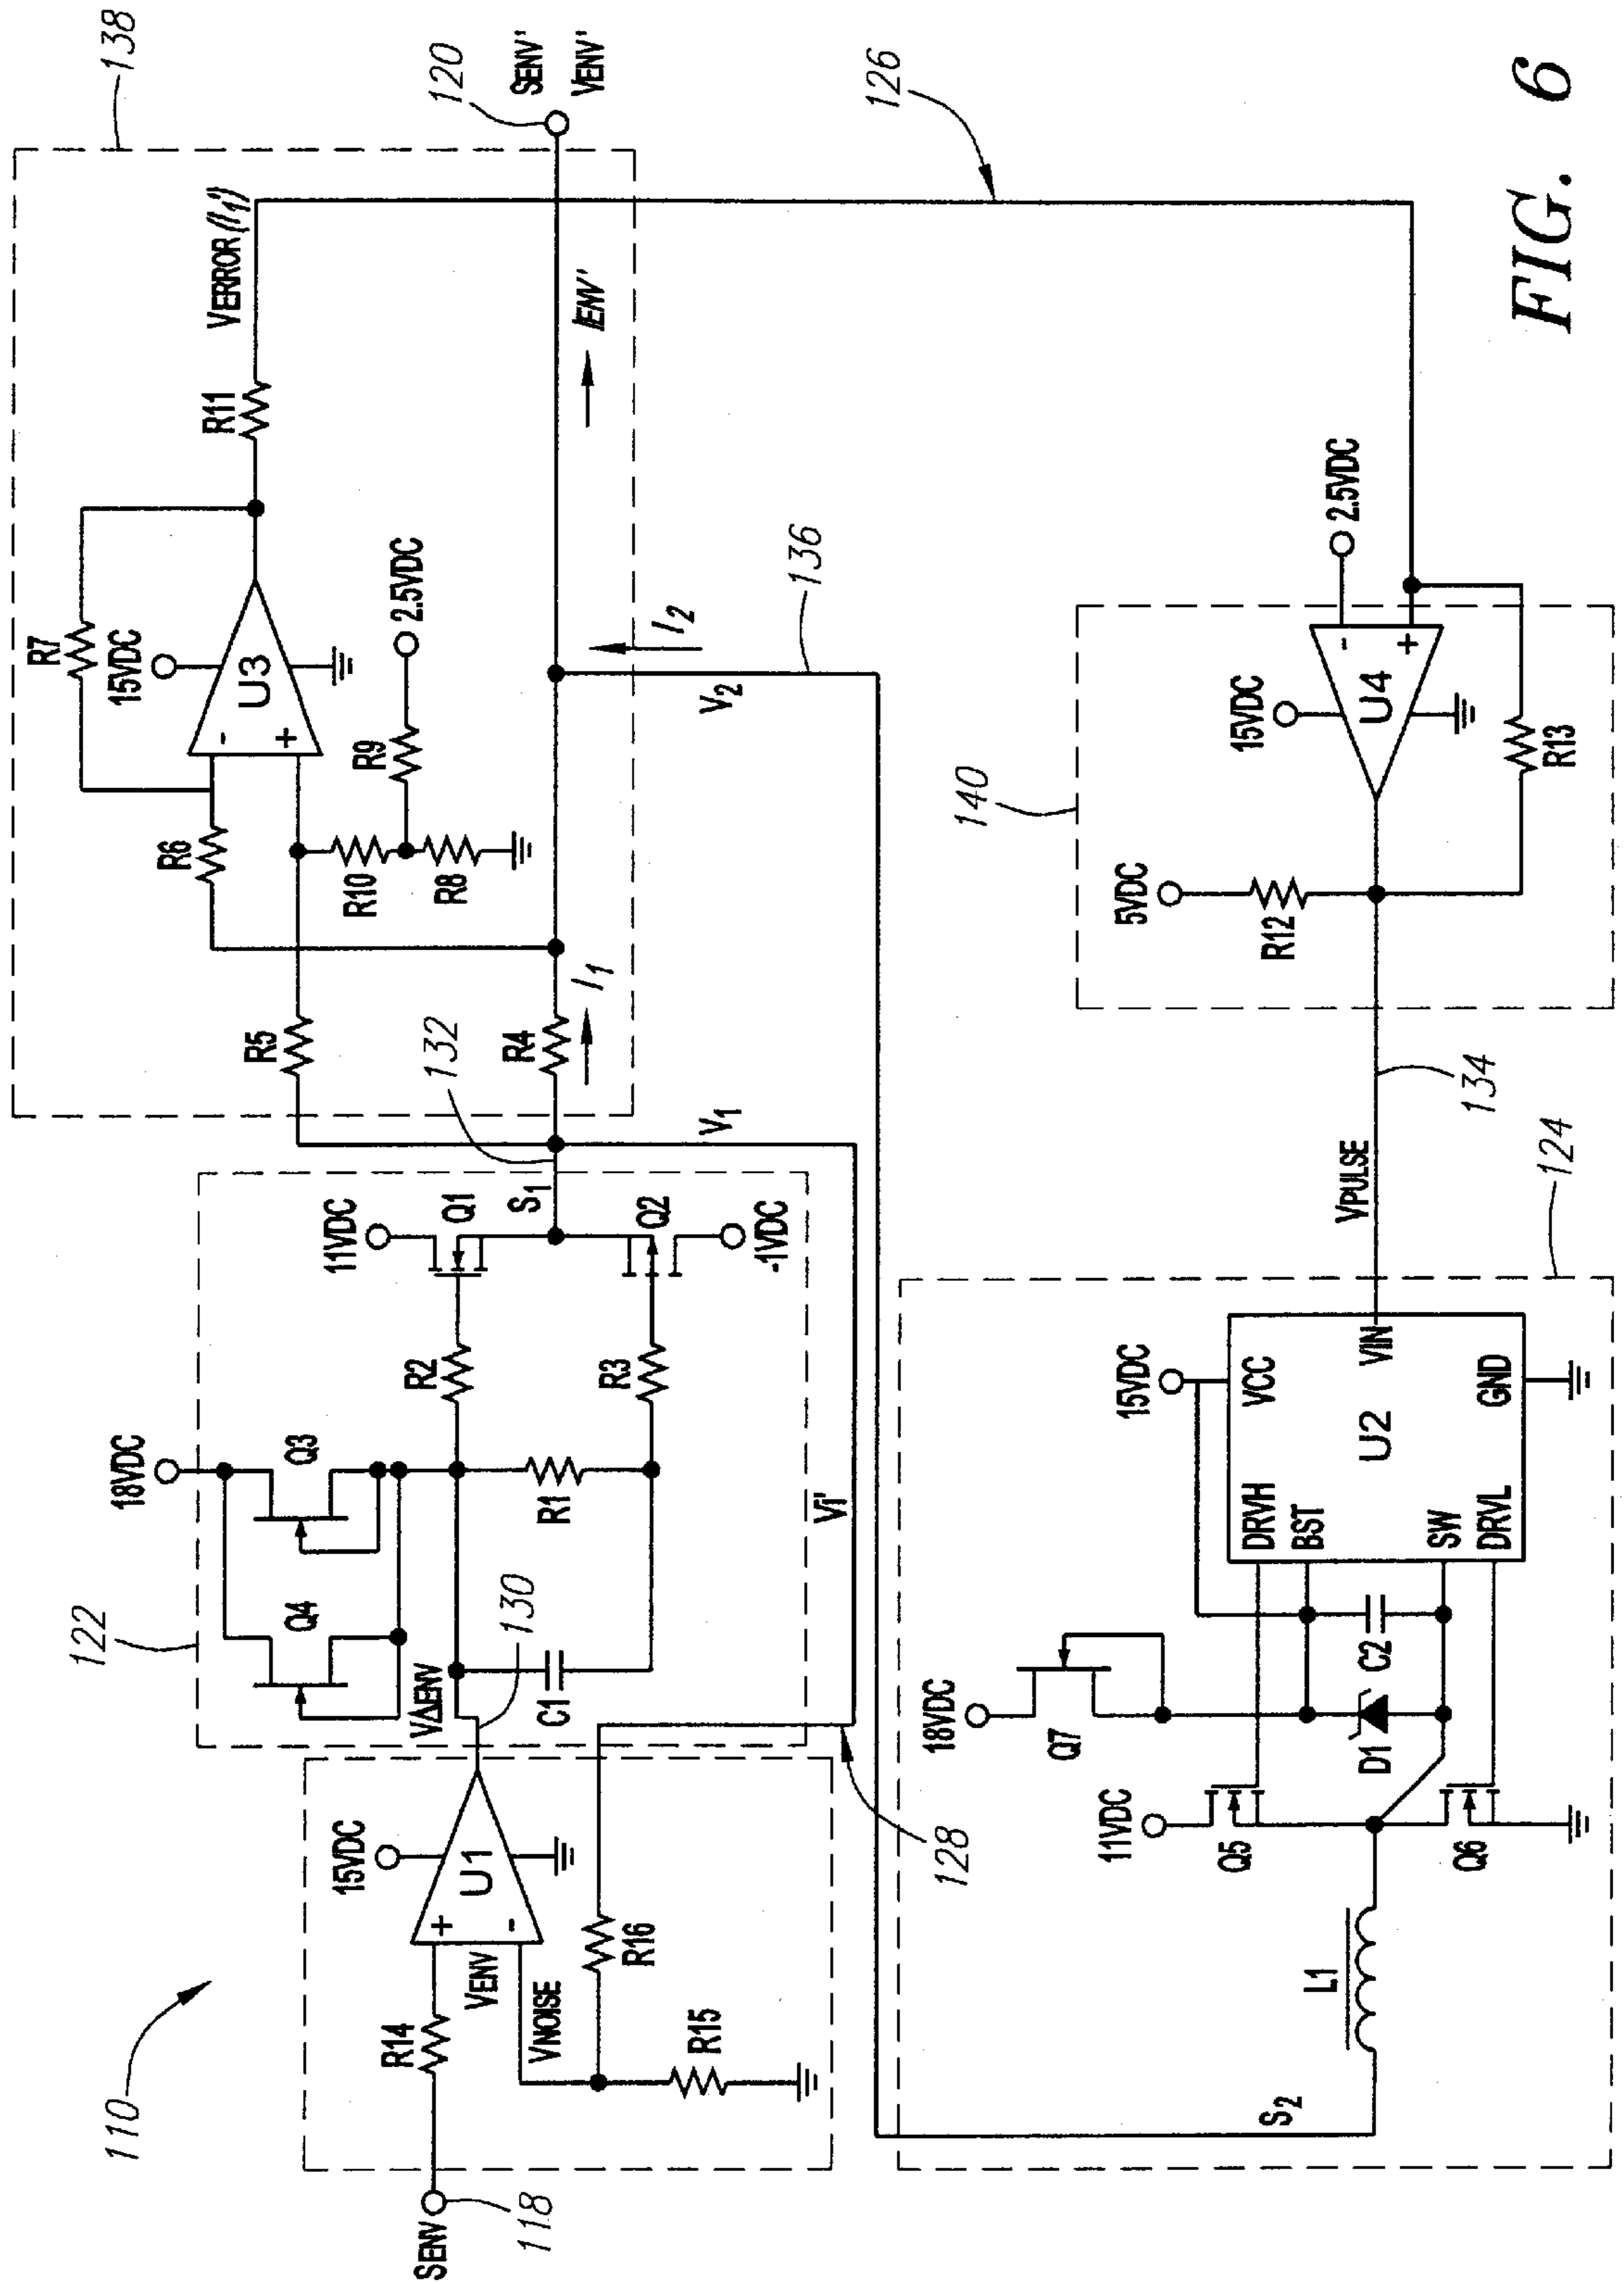 110
SENV
118
R14
VENV
VNOISE
R15
R16
15VDC
U1
+
-
128
122
18VDC
Q4
Q3
VΔENV
130
C1
R1
R2
R3
11VDC
Q1
S1
Q2
-1VDC
Vi'
V1
132
138
R5
R4
I1
R6
R7
15VDC
U3
-
+
R10
R8
R9
2.5VDC
R11
VERROR(I1')
IENV'
120
SENV'
VENV'
V2
I2
136
126
S2
L1
11VDC
Q5
Q6
18VDC
Q7
D1
C2
15VDC
DRVH
BST
SW
DRVL
VCC
U2
VIN
GND
124
VPULSE
134
140
5VDC
R12
15VDC
U4
-
+
2.5VDC
R13
FIG. 6